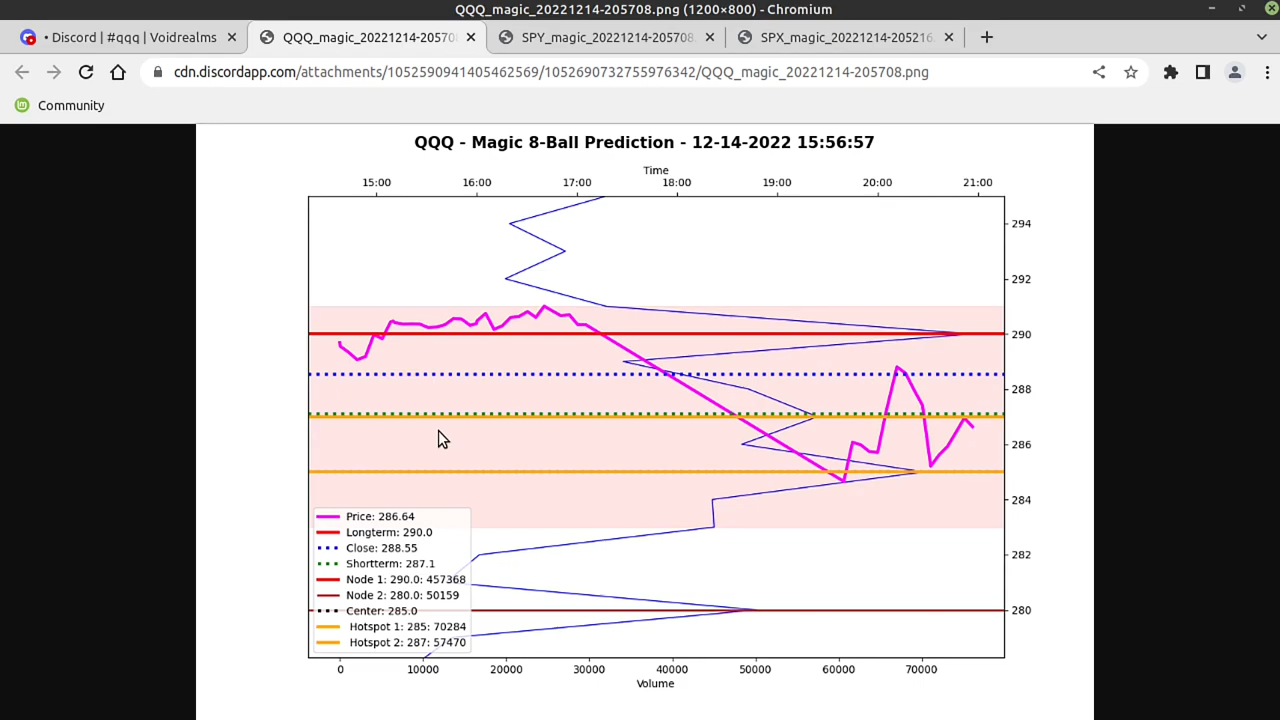 QQQ_magic_20221214-205708.png (1200×800) - Chromium
• Discord | #qqq | Voidrealms
QQQ_magic_20221214-20570
SPY_magic_20221214-205708.
SPX_magic_20221214-205216.
cdn.discordapp.com/attachments/1052590941405462569/1052690732755976342/QQQ_magic_20221214-205708.png
Community
QQQ - Magic 8-Ball Prediction - 12-14-2022 15:56:57
Time
15:00 16:00 17:00 18:00 19:00 20:00 21:00
294
292
290
288
286
284
282
280
Price: 286.64
Longterm: 290.0
Close: 288.55
Shortterm: 287.1
Node 1: 290.0: 457368
Node 2: 280.0: 50159
Center: 285.0
Hotspot 1: 285: 70284
Hotspot 2: 287: 57470
0 10000 20000 30000 40000 50000 60000 70000
Volume